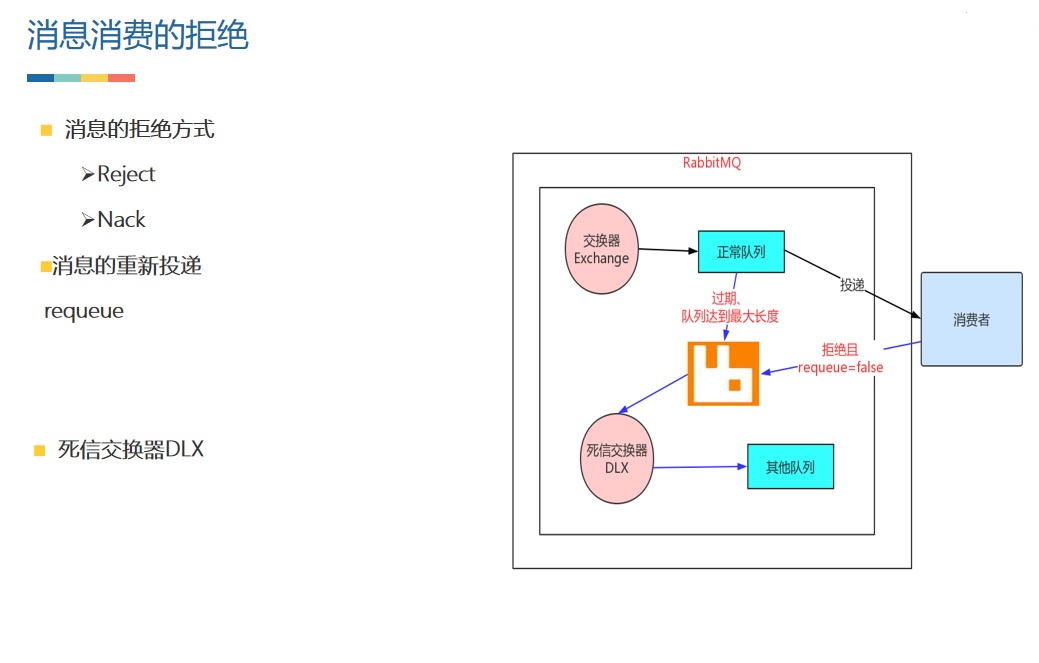 消息消费的拒绝
消息的拒绝方式
Reject
Nack
消息的重新投递
requeue
死信交换器DLX
RabbitMQ
交换器
Exchange
正常队列
投递
消费者
过期、
队列达到最大长度
拒绝且
requeue=false
死信交换器
DLX
其他队列